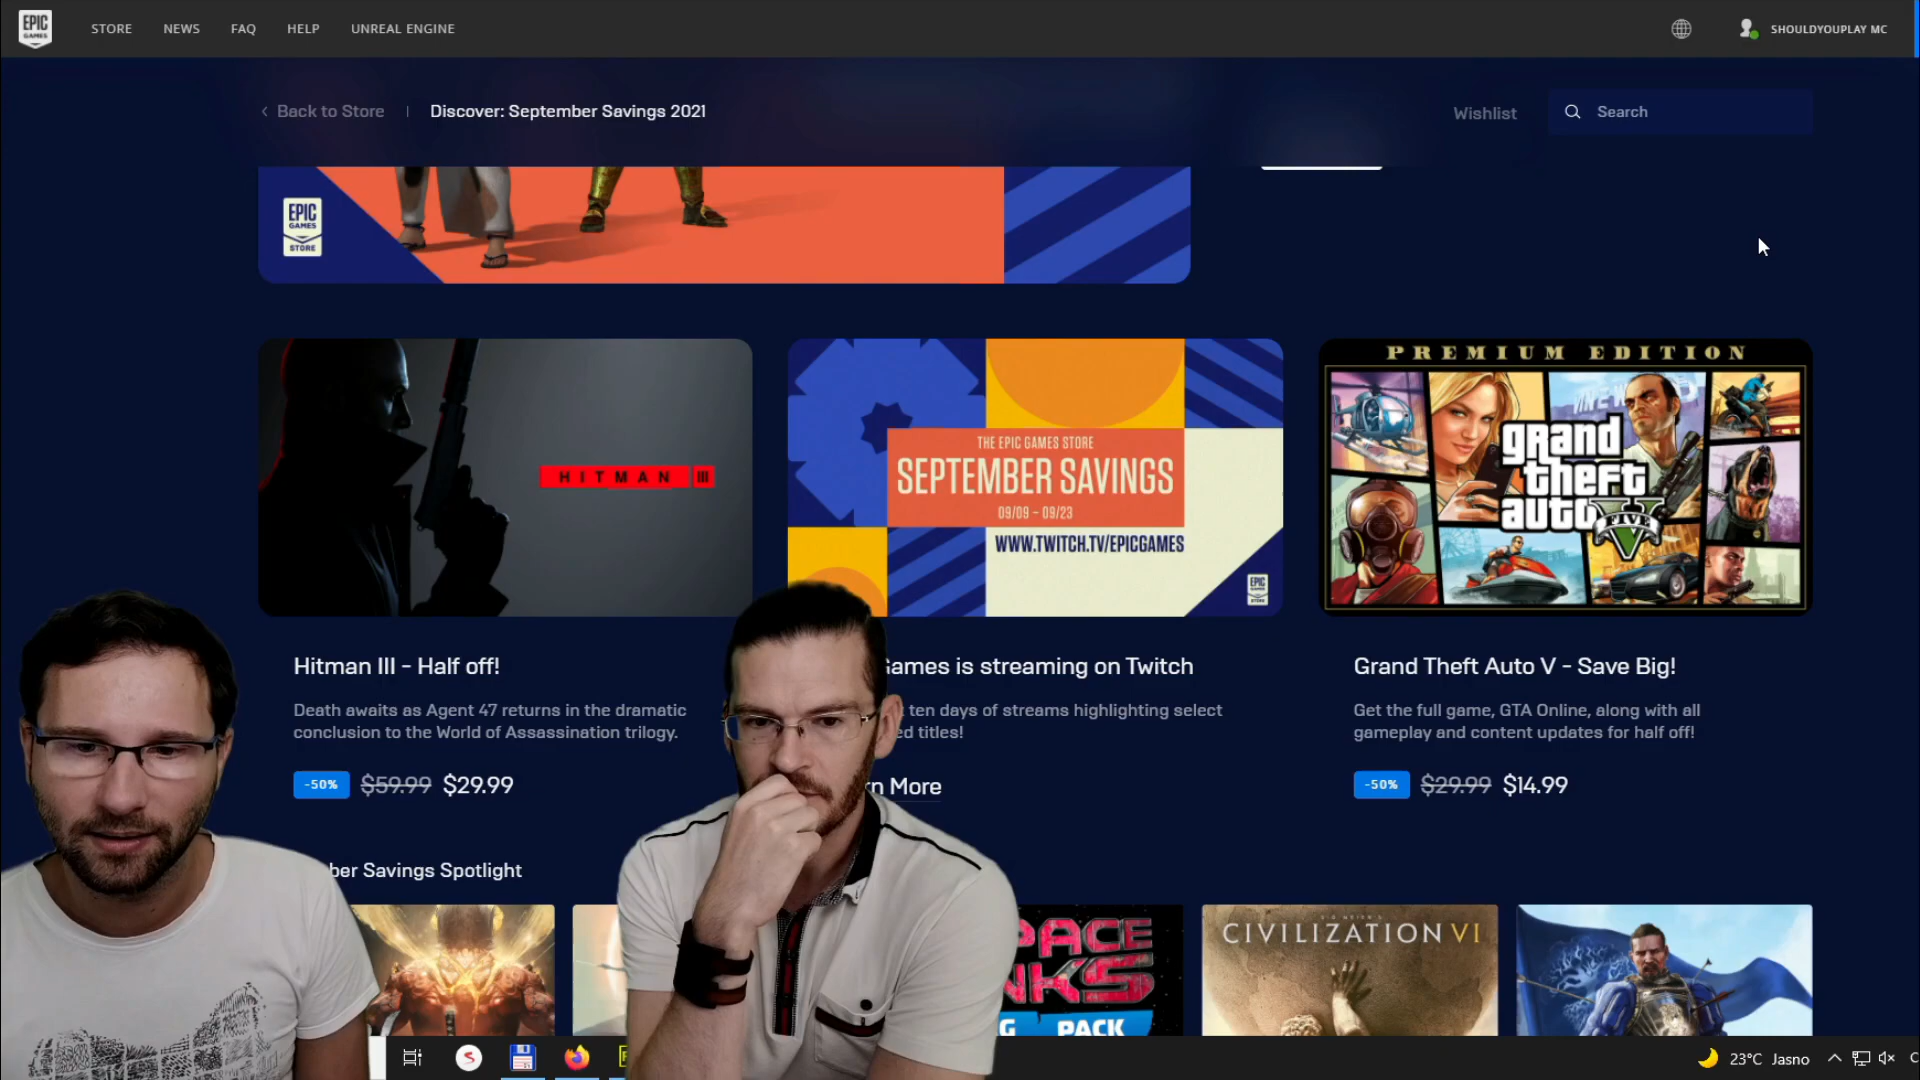 EPIC
GAMES
STORE
NEWS
FAQ
HELP
UNREAL ENGINE
SHOULDYOUPLAY MC
Back to Store
Discover: September Savings 2021
Wishlist
Search
EPIC
GAMES
STORE
HITMAN III
THE EPIC GAMES STORE
SEPTEMBER SAVINGS
09/09 – 09/23
WWW.TWITCH.TV/EPICGAMES
EPIC
GAMES
STORE
PREMIUM EDITION
grand
theft
auto
FIVE
Hitman III - Half off!
Death awaits as Agent 47 returns in the dramatic
conclusion to the World of Assassination trilogy.
-50% $59.99 $29.99
Games is streaming on Twitch
ten days of streams highlighting select
titles!
More
Grand Theft Auto V - Save Big!
Get the full game, GTA Online, along with all
gameplay and content updates for half off!
-50% $29.99 $14.99
Savings Spotlight
PACK
CIVILIZATION VI
23°C Jasno